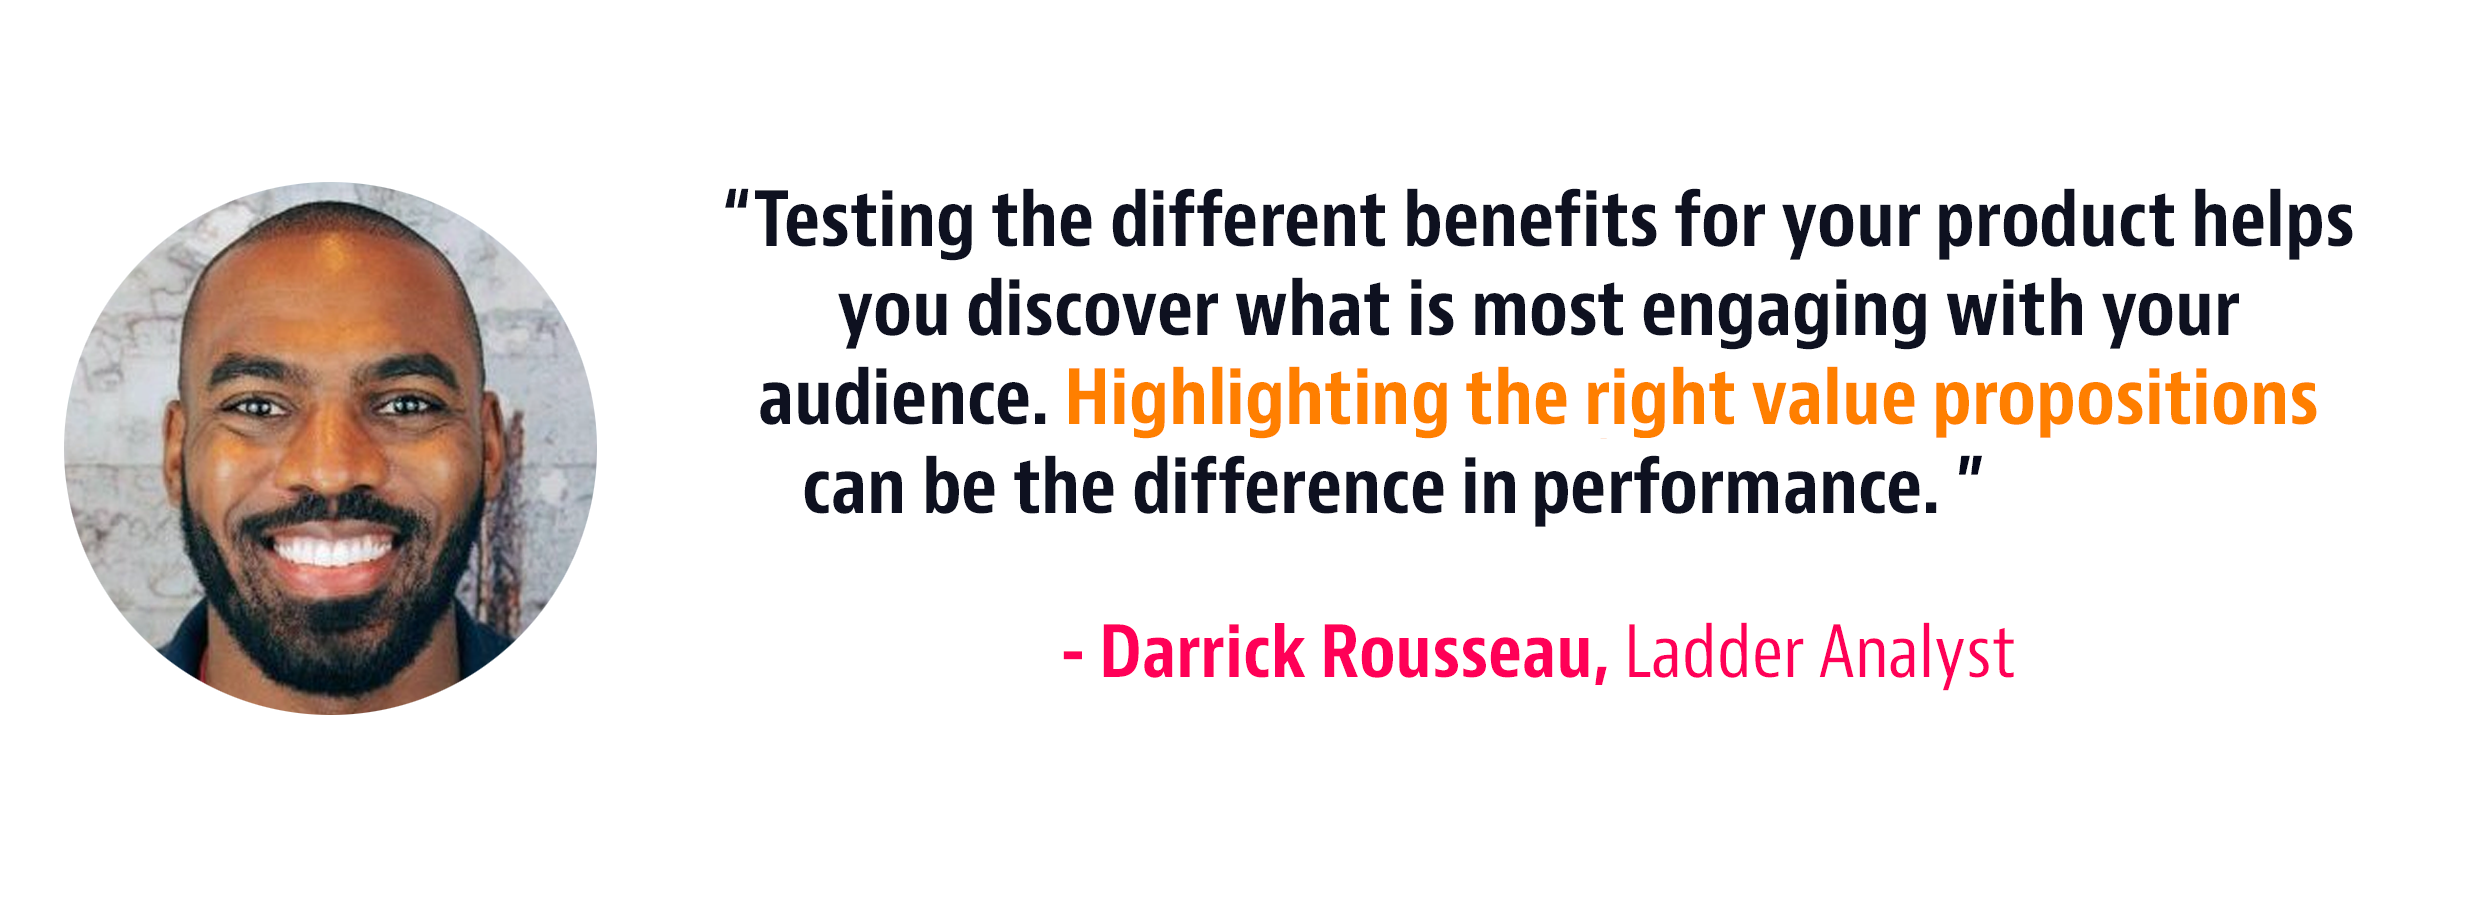 “Testing the different benefits for your product helps
you discover what is most engaging with your
audience. Highlighting the right value propositions
can be the difference in performance. ”
- Darrick Rousseau, Ladder Analyst